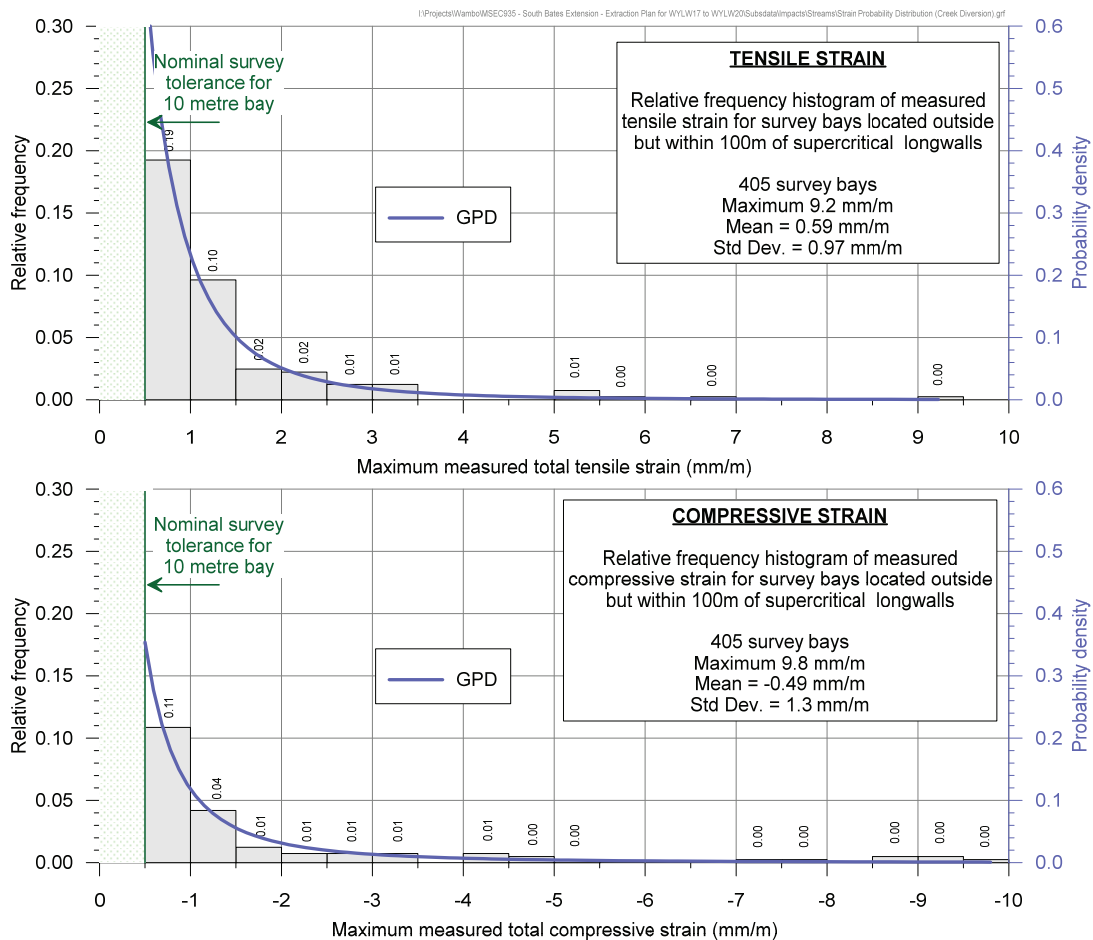 I:\Projects\Wambo\MSEC935 - South Bates Extension - Extraction Plan for WYLW17 to WYLW20\Subsdata\Impacts\Streams\Strain Probability Distribution (Creek Diversion).grf
0.30
0.25
0.20
0.15
0.10
0.05
0.00
Relative frequency
Nominal survey
tolerance for
10 metre bay
TENSILE STRAIN
Relative frequency histogram of measured
tensile strain for survey bays located outside
but within 100m of supercritical longwalls
405 survey bays
Maximum 9.2 mm/m
Mean = 0.59 mm/m
Std Dev. = 0.97 mm/m
GPD
0.19
0.10
0.02
0.02
0.01
0.01
0.01
0.00
0.00
0.00
0.6
0.5
0.4
0.3
0.2
0.1
0.0
Probability density
0 1 2 3 4 5 6 7 8 9 10
Maximum measured total tensile strain (mm/m)
0.30
0.25
0.20
0.15
0.10
0.05
0.00
Relative frequency
Nominal survey
tolerance for
10 metre bay
COMPRESSIVE STRAIN
Relative frequency histogram of measured
compressive strain for survey bays located outside
but within 100m of supercritical longwalls
405 survey bays
Maximum 9.8 mm/m
Mean = -0.49 mm/m
Std Dev. = 1.3 mm/m
GPD
0.11
0.04
0.01
0.01
0.01
0.01
0.01
0.00
0.00
0.00
0.00
0.00
0.00
0.00
0.6
0.5
0.4
0.3
0.2
0.1
0.0
Probability density
0 -1 -2 -3 -4 -5 -6 -7 -8 -9 -10
Maximum measured total compressive strain (mm/m)